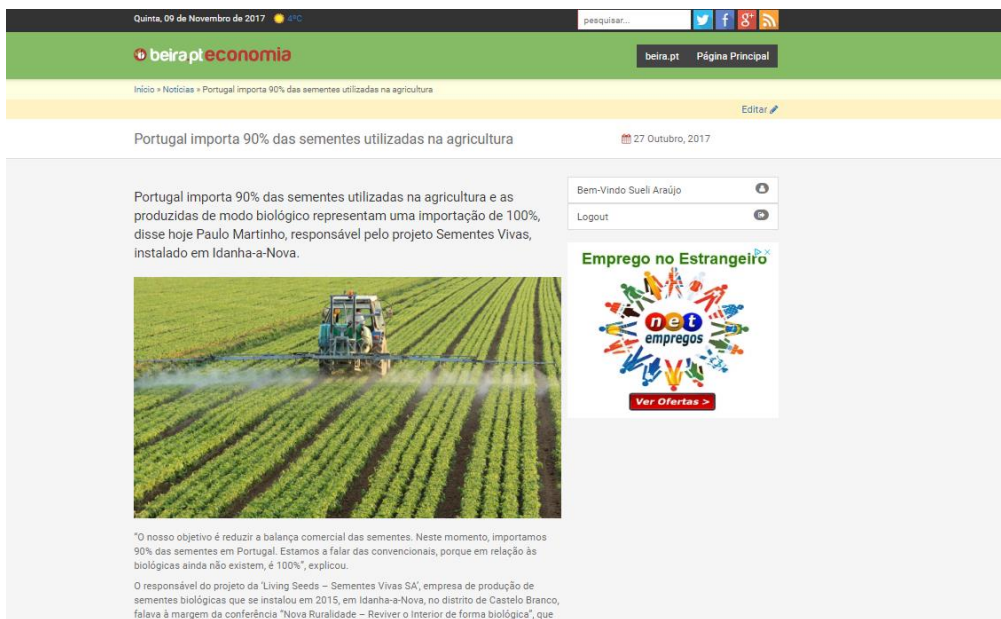 Quinta, 09 de Novembro de 2017 4ºC
pesquisar...
beira.pt economia
beira.pt Página Principal
Início » Notícias » Portugal importa 90% das sementes utilizadas na agricultura
Editar
Portugal importa 90% das sementes utilizadas na agricultura
27 Outubro, 2017
Portugal importa 90% das sementes utilizadas na agricultura e as
produzidas de modo biológico representam uma importação de 100%,
disse hoje Paulo Martinho, responsável pelo projeto Sementes Vivas,
instalado em Idanha-a-Nova.
Bem-Vindo Sueli Araújo
Logout
Emprego no Estrangeiro
net
empregos
Ver Ofertas >
"O nosso objetivo é reduzir a balança comercial das sementes. Neste momento, importamos
90% das sementes em Portugal. Estamos a falar das convencionais, porque em relação às
biológicas ainda não existem, é 100%", explicou.
O responsável do projeto da 'Living Seeds – Sementes Vivas SA', empresa de produção de
sementes biológicas que se instalou em 2015, em Idanha-a-Nova, no distrito de Castelo Branco,
falava à margem da conferência "Nova Ruralidade – Reviver o Interior de forma biológica", que